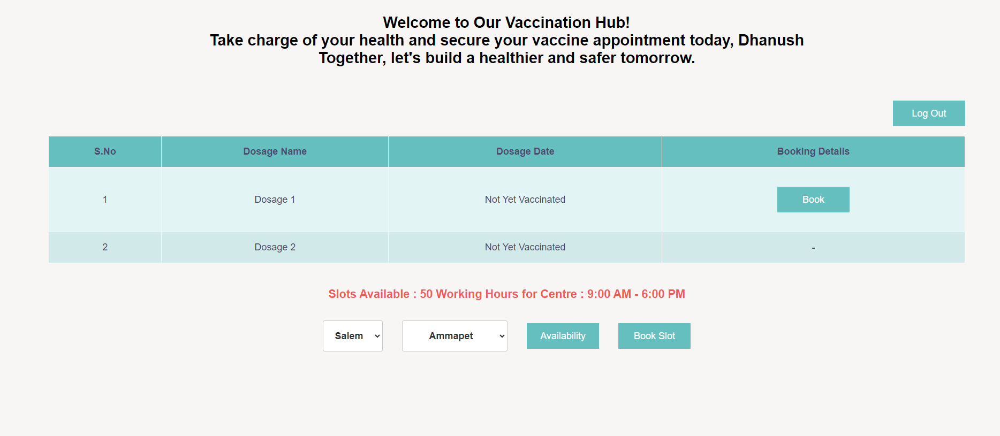 Welcome to Our Vaccination Hub!
Take charge of your health and secure your vaccine appointment today, Dhanush
Together, let's build a healthier and safer tomorrow.
Log Out
S.No Dosage Name Dosage Date Booking Details
1 Dosage 1 Not Yet Vaccinated Book
2 Dosage 2 Not Yet Vaccinated -
Slots Available : 50 Working Hours for Centre : 9:00 AM - 6:00 PM
Salem Ammapet Availability Book Slot